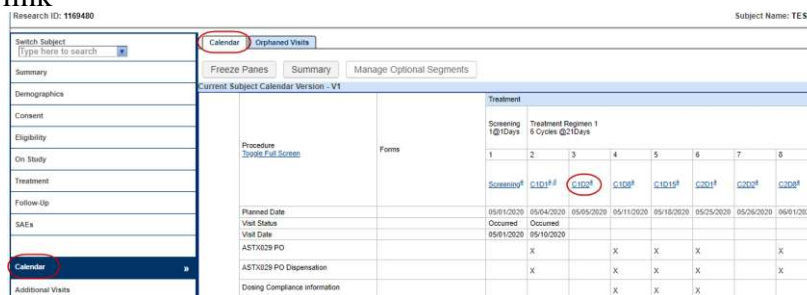 link
Research ID: 1169480 Subject Name: TES
Switch Subject
Type here to search
Summary
Demographics
Consent
Eligibility
On Study
Treatment
Follow-Up
SAEs
Calendar »
Additional Visits
Calendar Orphaned Visits
Freeze Panes Summary Manage Optional Segments
Current Subject Calendar Version - V1
Treatment
Screening Treatment Regimen 1
1@1Days 6 Cycles @21Days
Procedure Forms
Toggle Full Screen
1 2 3 4 5 6 7 8
Screening C1D1 C1D2 C1D8 C1D15 C2D1 C2D2 C2D8
Planned Date 05/01/2020 05/04/2020 05/05/2020 05/11/2020 05/18/2020 05/25/2020 05/26/2020 06/01/20
Visit Status Occurred Occurred
Visit Date 05/01/2020 05/10/2020
ASTX029 PO X X X X X
ASTX029 PO Dispensation X X X X X
Dosing Compliance information X X X